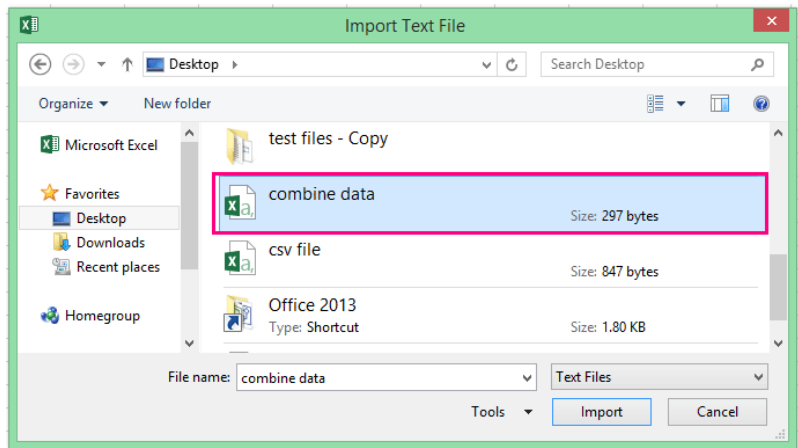 Import Text File
Desktop
Search Desktop
Organize
New folder
Microsoft Excel
Favorites
Desktop
Downloads
Recent places
Homegroup
test files - Copy
combine data
Size: 297 bytes
csv file
Size: 847 bytes
Office 2013
Type: Shortcut
Size: 1.80 KB
File name: combine data
Text Files
Tools
Import
Cancel